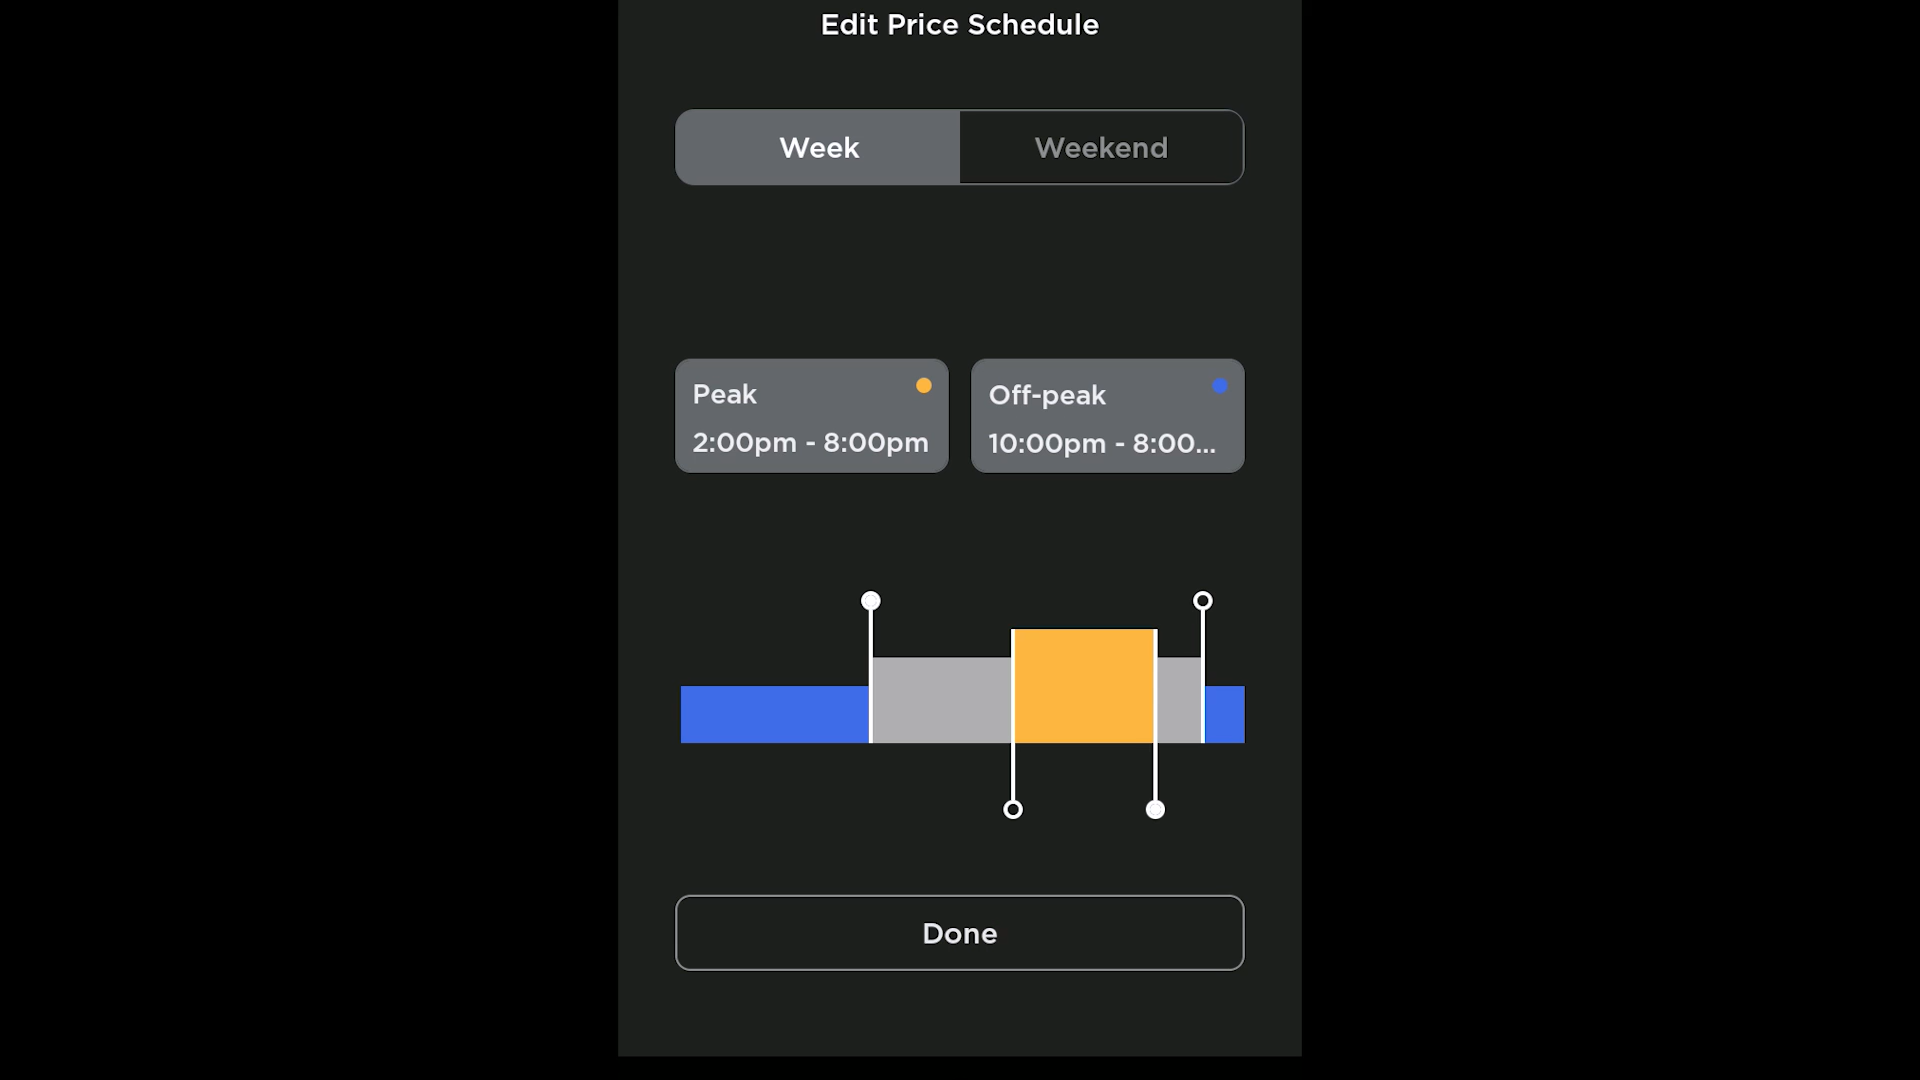 Edit Price Schedule
Week
Weekend
Peak
2:00pm - 8:00pm
Off-peak
10:00pm - 8:00...
Done